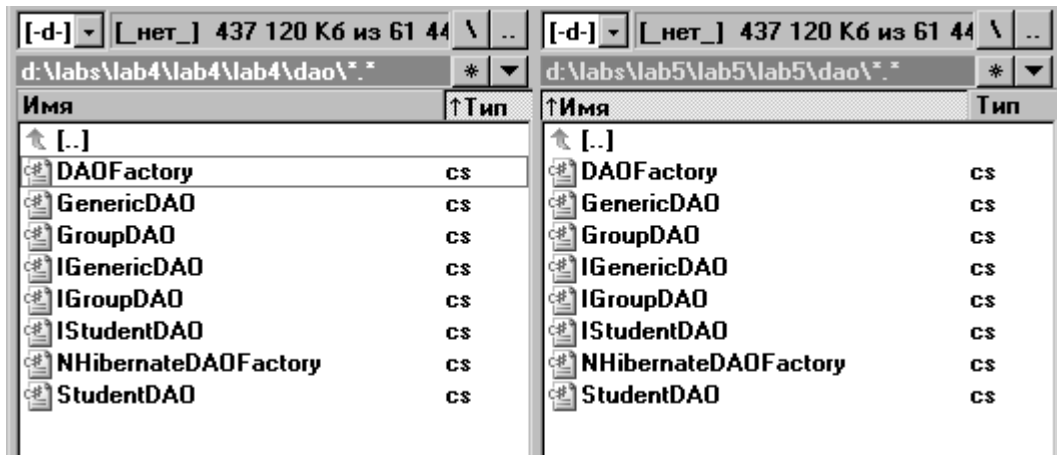 [-d-] [_нет_] 437 120 Кб из 61 44 \ ..
d:\labs\lab4\lab4\lab4\dao\*.* *
Имя ↑Тип
[..]
DAOFactory cs
GenericDAO cs
GroupDAO cs
IGenericDAO cs
IGroupDAO cs
IStudentDAO cs
NHibernateDAOFactory cs
StudentDAO cs
[-d-] [_нет_] 437 120 Кб из 61 44 \ ..
d:\labs\lab5\lab5\lab5\dao\*.* *
↑Имя Тип
[..]
DAOFactory cs
GenericDAO cs
GroupDAO cs
IGenericDAO cs
IGroupDAO cs
IStudentDAO cs
NHibernateDAOFactory cs
StudentDAO cs